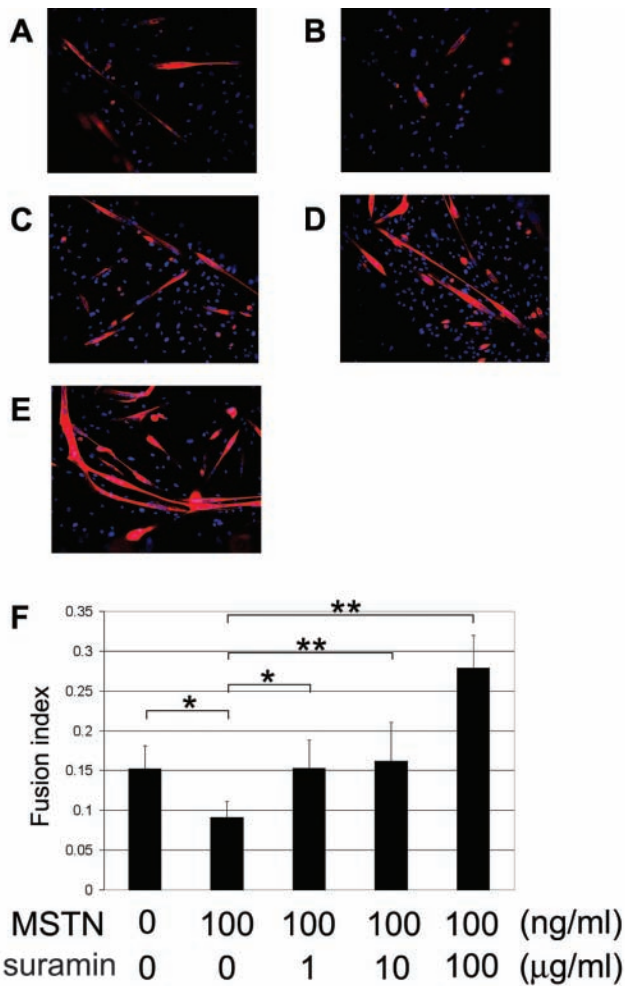 A
B
C
D
E
F
0.35
**
0.3
**
0.25
*
*
0.2
0.15
0.1
0.05
0
Fusion index
MSTN 0 100 100 100 100 (ng/ml)
suramin 0 0 1 10 100 (μg/ml)